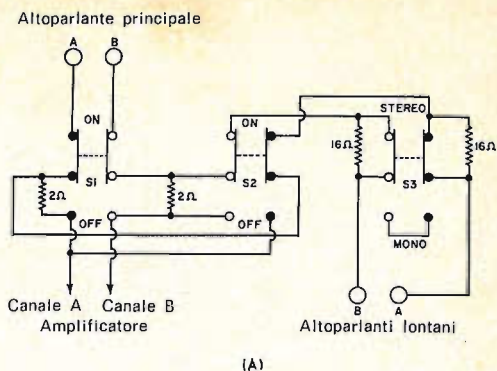 Altoparlante principale
A
B
ON
ON
STEREO
16Ω
16Ω
S1
S2
S3
2Ω
2Ω
OFF
OFF
MONO
Canale A Canale B
Amplificatore
B
A
Altoparlanti lontani
(A)